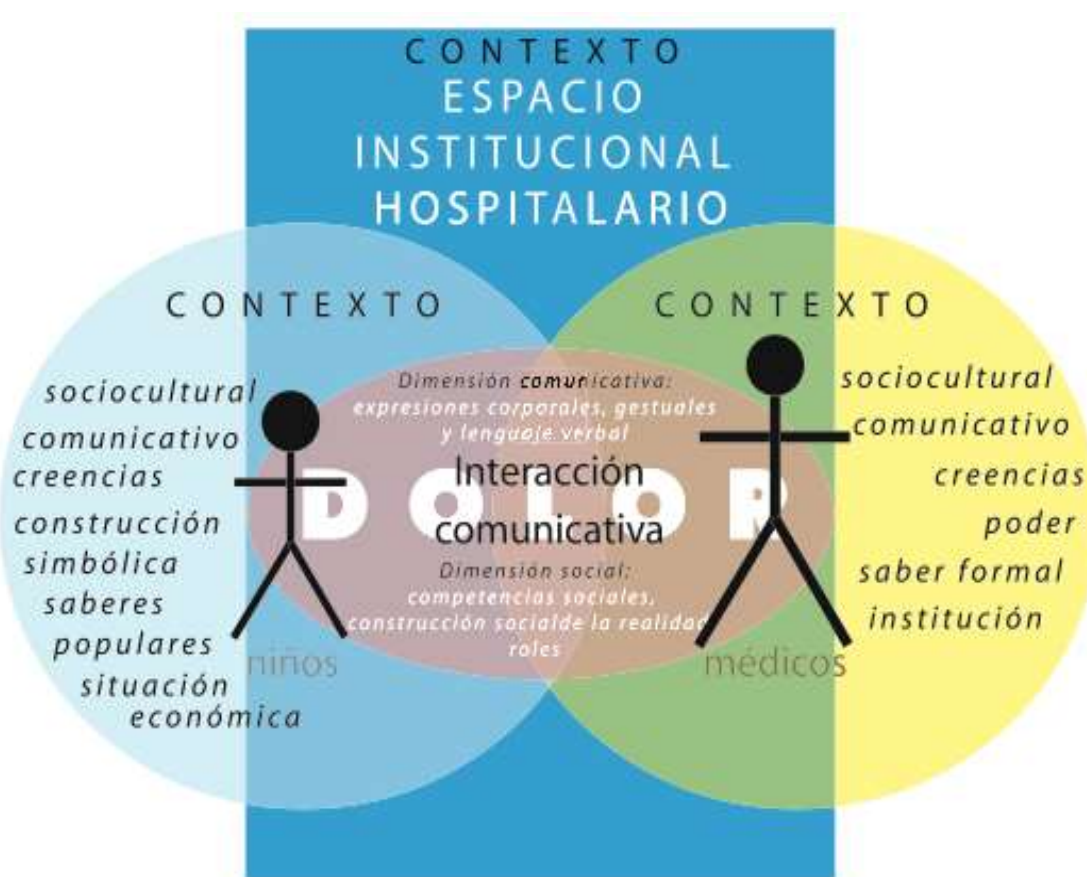 CONTEXTO
ESPACIO
INSTITUCIONAL
HOSPITALARIO
CONTEXTO
sociocultural
comunicativo
creencias
construcción
simbólica
saberes
populares
situación
económica
niños
Dimensión comunicativa:
expresiones corporales, gestuales
y lenguaje verbal
Interacción
DOLOR
comunicativa
Dimensión social:
competencias sociales,
construcción socialde la realidad
roles
CONTEXTO
sociocultural
comunicativo
creencias
poder
saber formal
institución
médicos